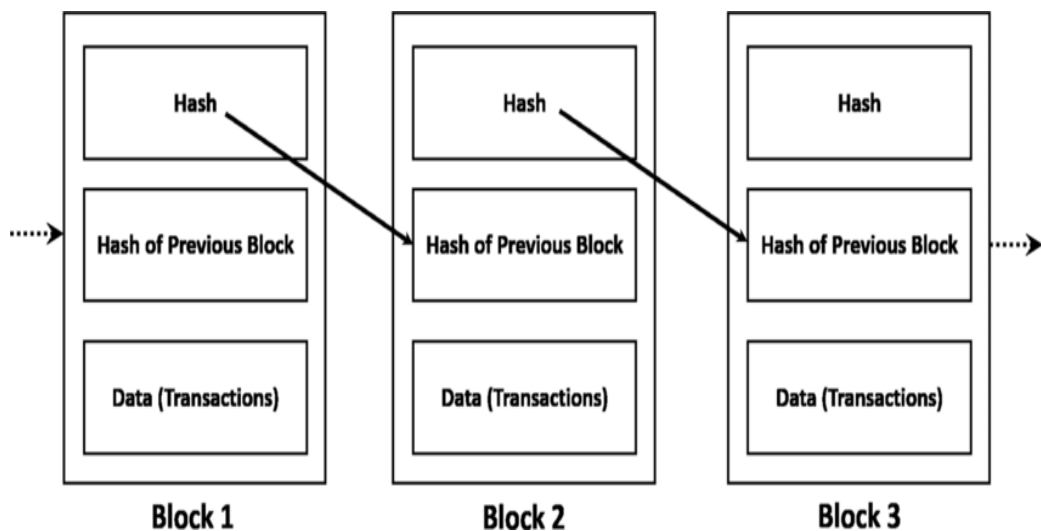 Hash
Hash of Previous Block
Data (Transactions)
Block 1
Hash
Hash of Previous Block
Data (Transactions)
Block 2
Hash
Hash of Previous Block
Data (Transactions)
Block 3